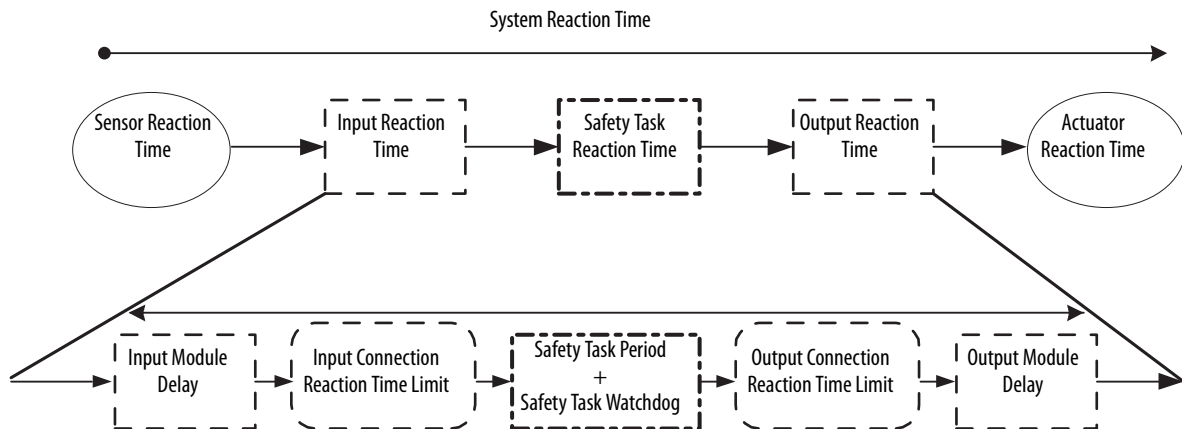 System Reaction Time
Sensor Reaction
Time
Input Reaction
Time
Safety Task
Reaction Time
Output Reaction
Time
Actuator
Reaction Time
Input Module
Delay
Input Connection
Reaction Time Limit
Safety Task Period
+
Safety Task Watchdog
Output Connection
Reaction Time Limit
Output Module
Delay